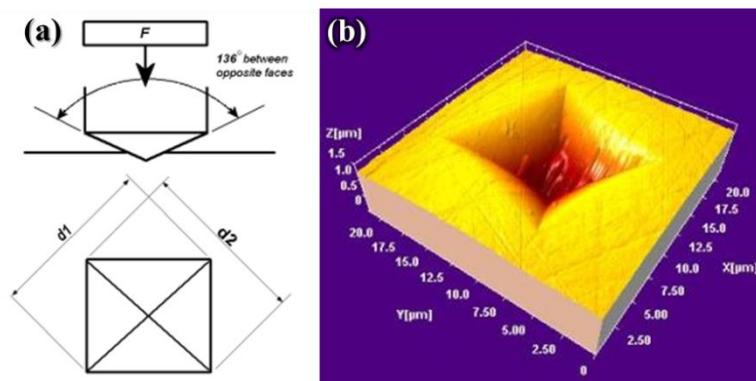 (a)
F
136° between
opposite faces
d1
d2
(b)
Z[µm]
1.5
1.0
0.5
0
20.0
17.5
15.0
12.5
10.0
7.50
5.00
2.50
0
Y[µm]
20.0
17.5
15.0
12.5
10.0
7.50
5.00
2.50
X[µm]